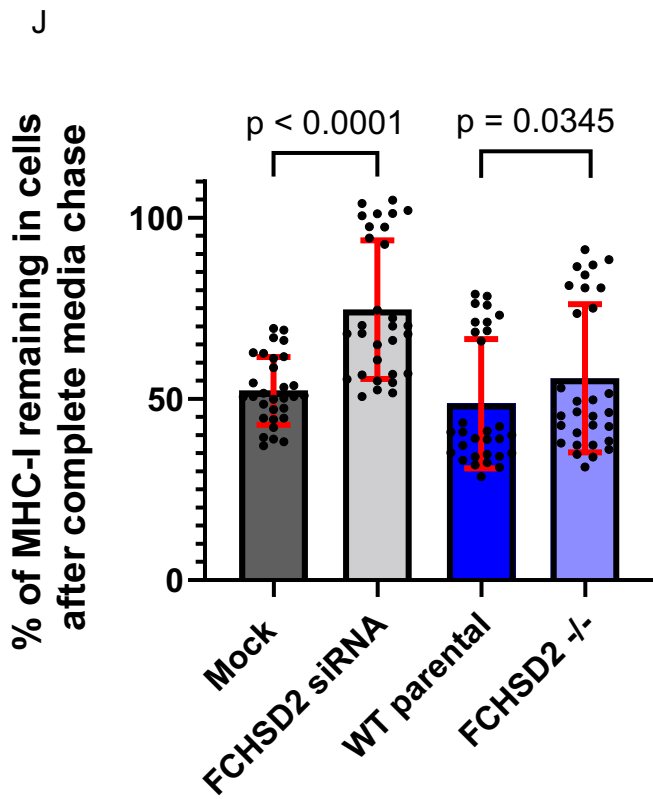 J
% of MHC-I remaining in cells
after complete media chase
p < 0.0001
p = 0.0345
100
50
0
Mock
FCHSD2 siRNA
WT parental
FCHSD2 -/-